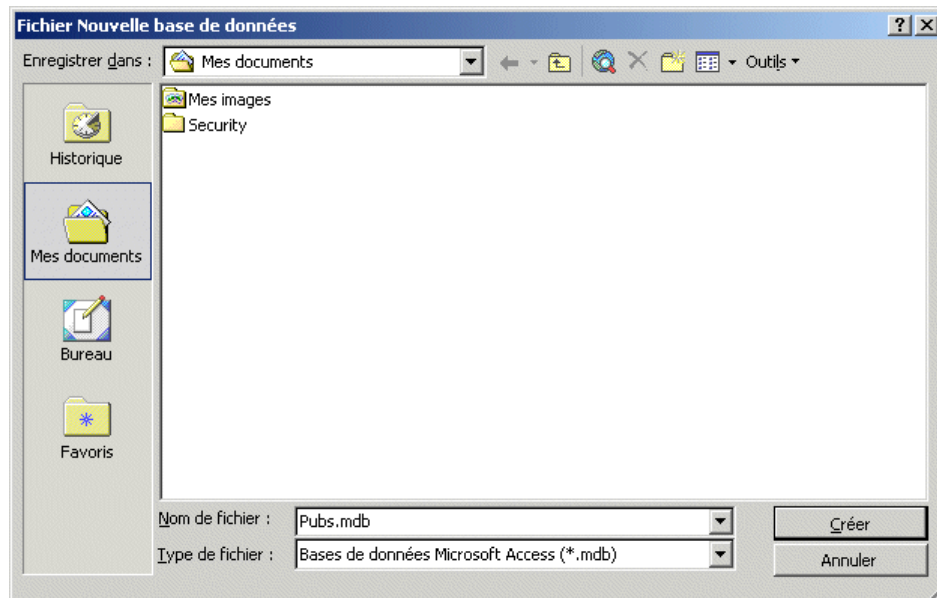 Fichier Nouvelle base de données
Enregistrer dans : Mes documents Outils
Historique
Mes documents
Bureau
Favoris
Mes images
Security
Nom de fichier : Pubs.mdb Créer
Type de fichier : Bases de données Microsoft Access (*.mdb) Annuler